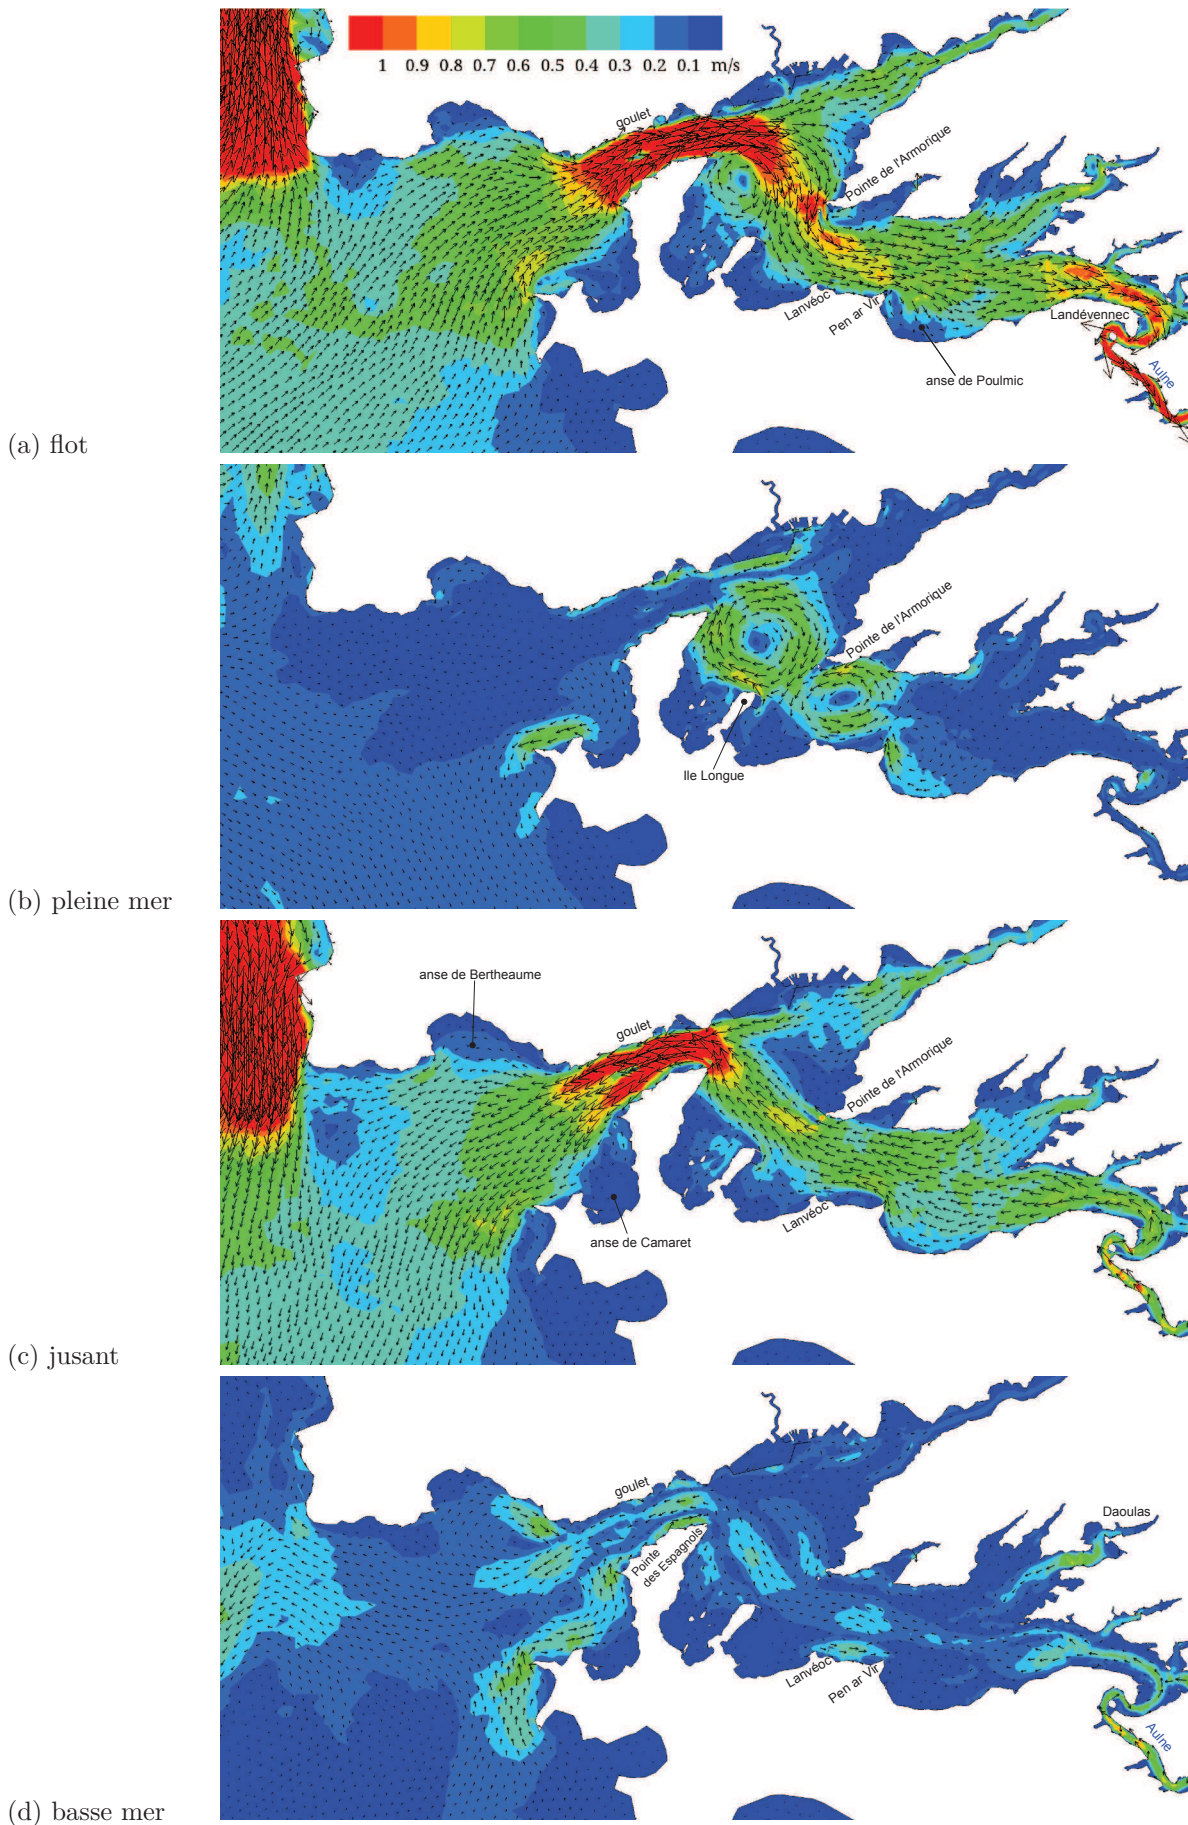 1 0.9 0.8 0.7 0.6 0.5 0.4 0.3 0.2 0.1 m/s
goulet
Pointe de l'Armorique
Lanvéoc
Pen ar Vir
Landévennec
Aulne
anse de Poulmic
(a) flot
Pointe de l'Armorique
Ile Longue
(b) pleine mer
anse de Bertheaume
goulet
Pointe de l'Armorique
Lanvéoc
anse de Camaret
(c) jusant
goulet
Daoulas
Pointe
des Espagnols
Lanvéoc
Pen ar Vir
Aulne
(d) basse mer